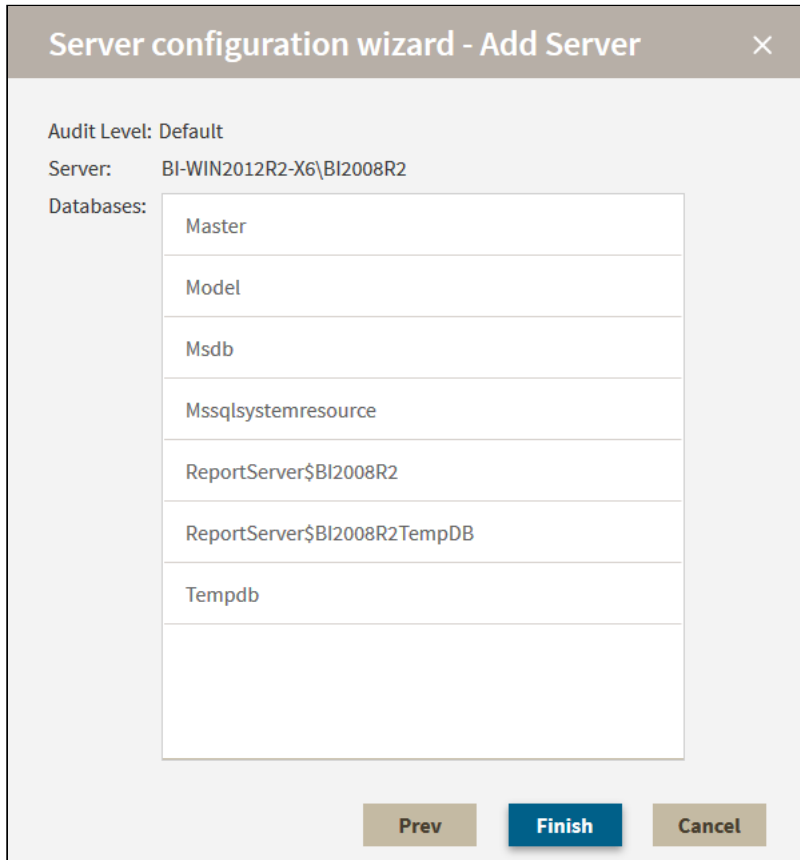 Server configuration wizard - Add Server
Audit Level: Default
Server: BI-WIN2012R2-X6\BI2008R2
Databases:
Master
Model
Msdb
Mssqlsystemresource
ReportServer$BI2008R2
ReportServer$BI2008R2TempDB
Tempdb
Prev Finish Cancel